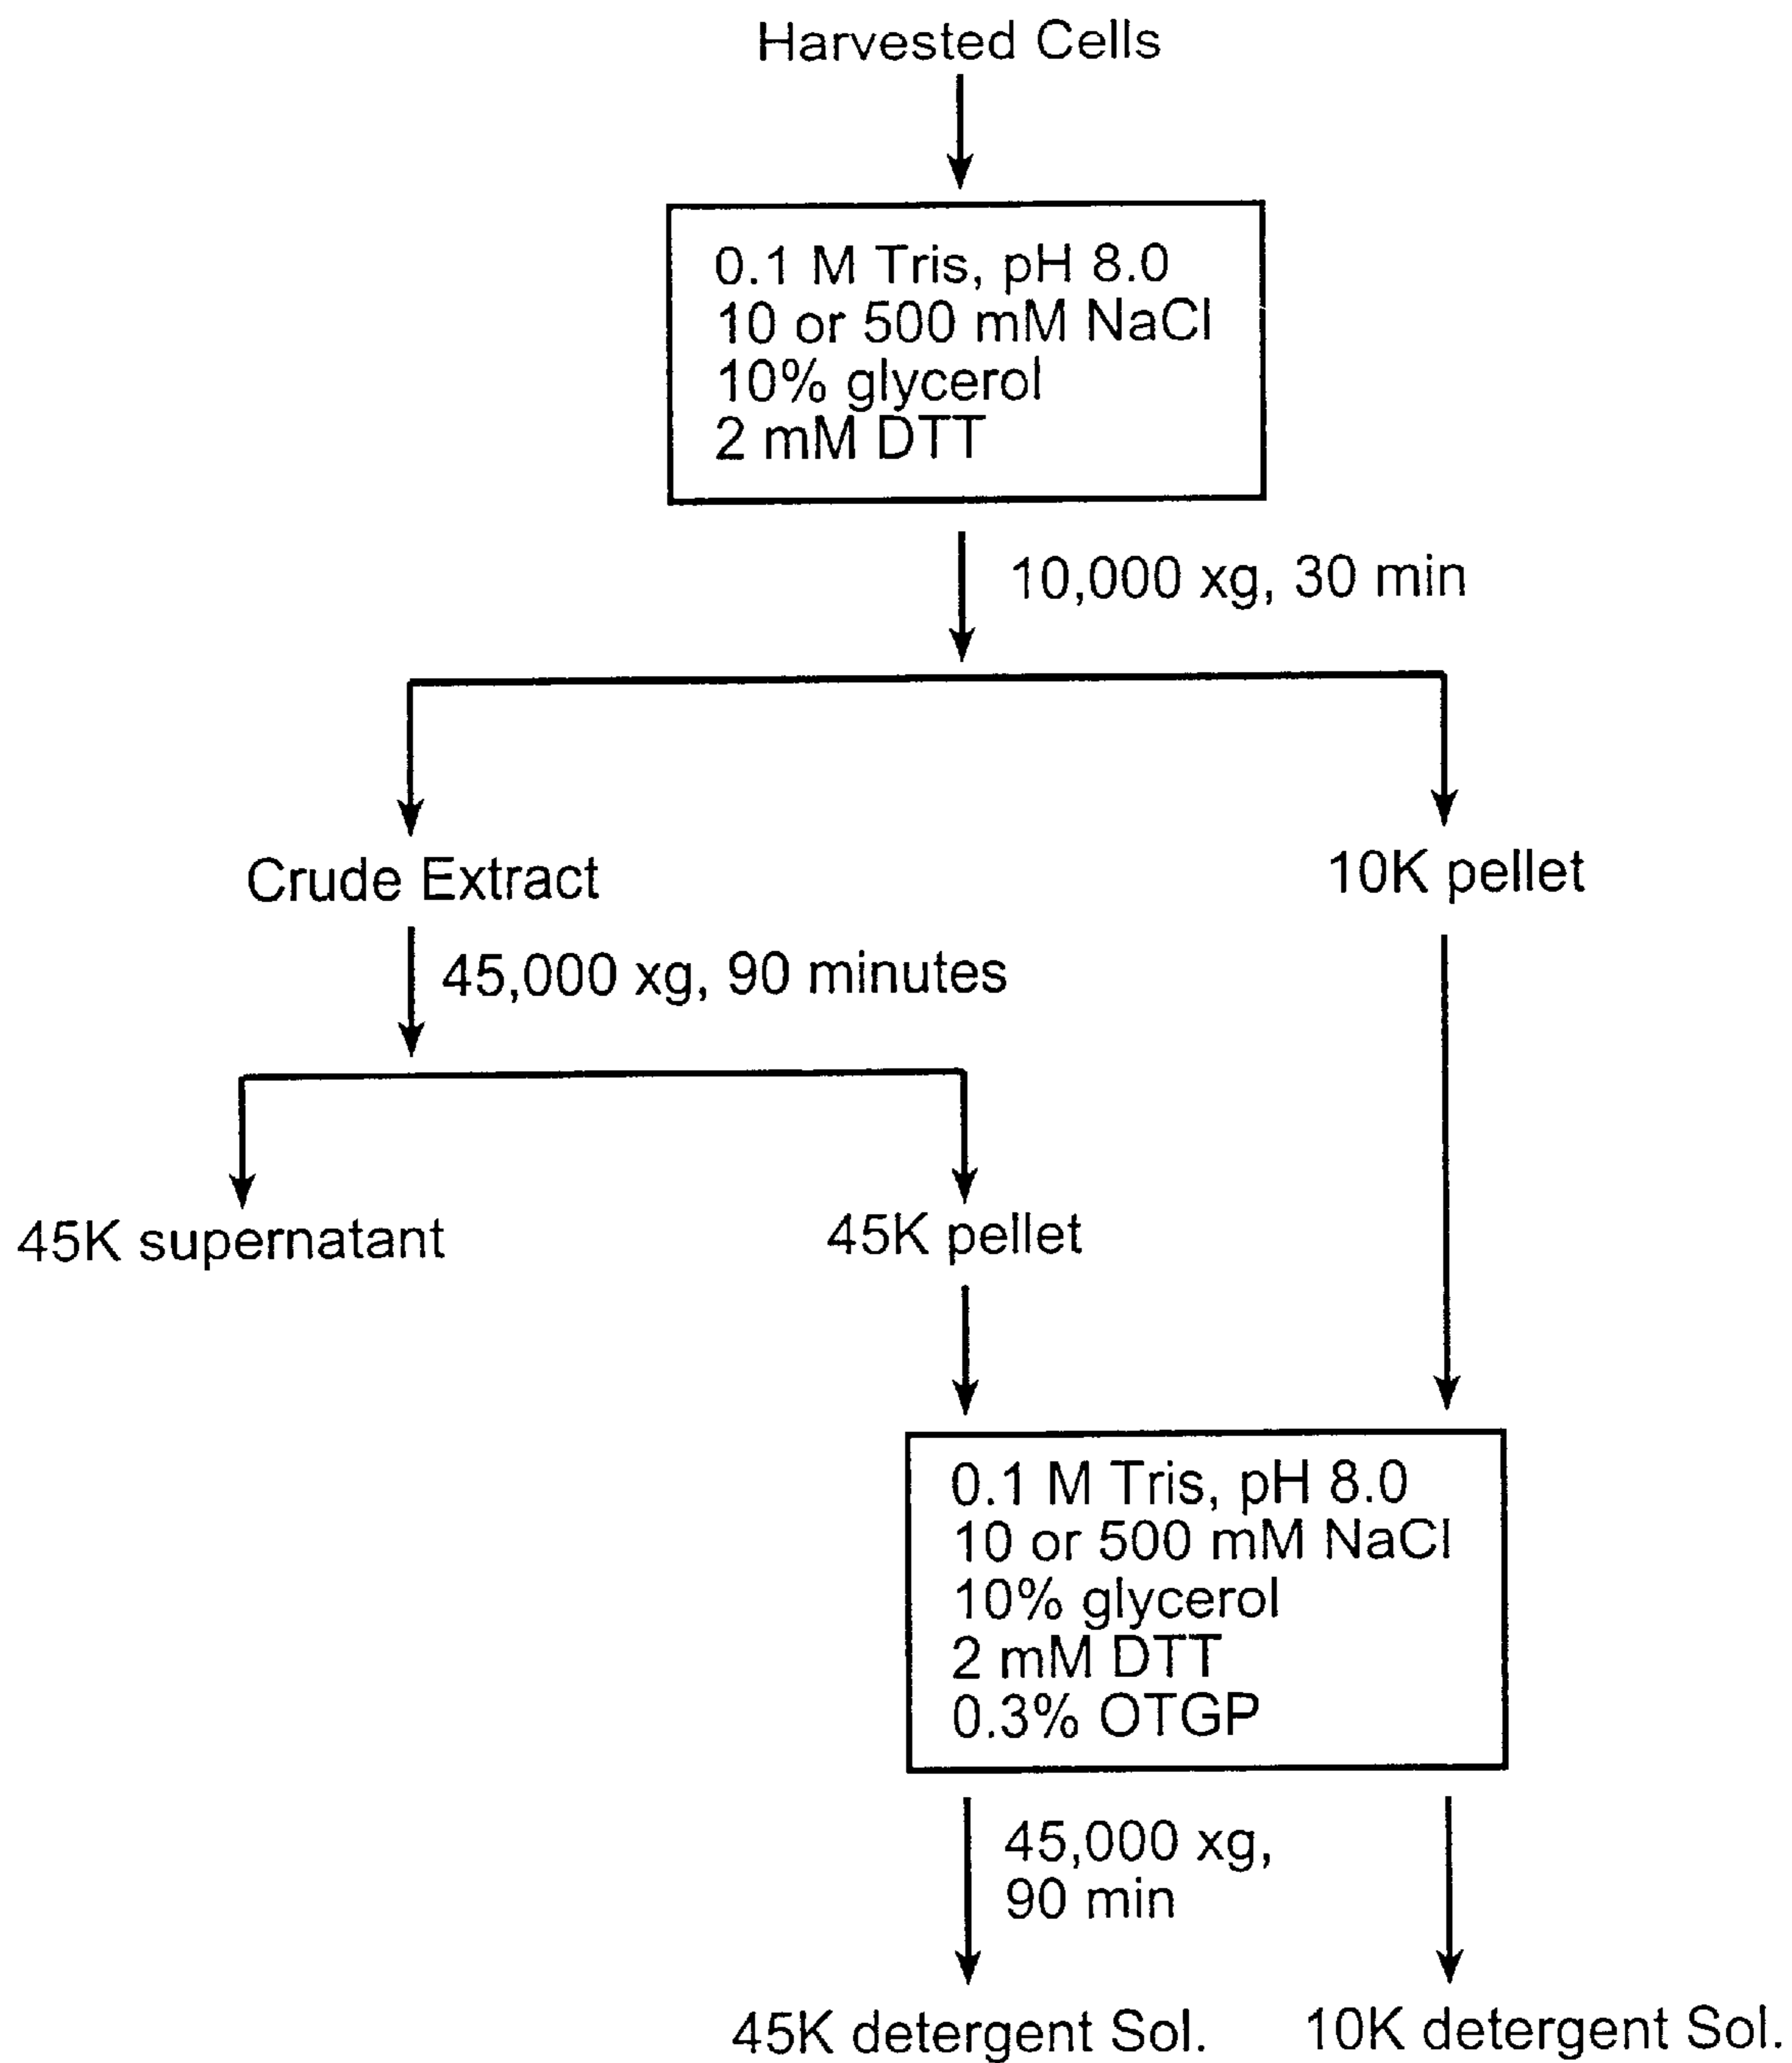 Harvested Cells
0.1 M Tris, pH 8.0
10 or 500 mM NaCl
10% glycerol
2 mM DTT
10,000 xg, 30 min
Crude Extract
10K pellet
45,000 xg, 90 minutes
45K supernatant
45K pellet
0.1 M Tris, pH 8.0
10 or 500 mM NaCl
10% glycerol
2 mM DTT
0.3% OTGP
45,000 xg,
90 min
45K detergent Sol.
10K detergent Sol.